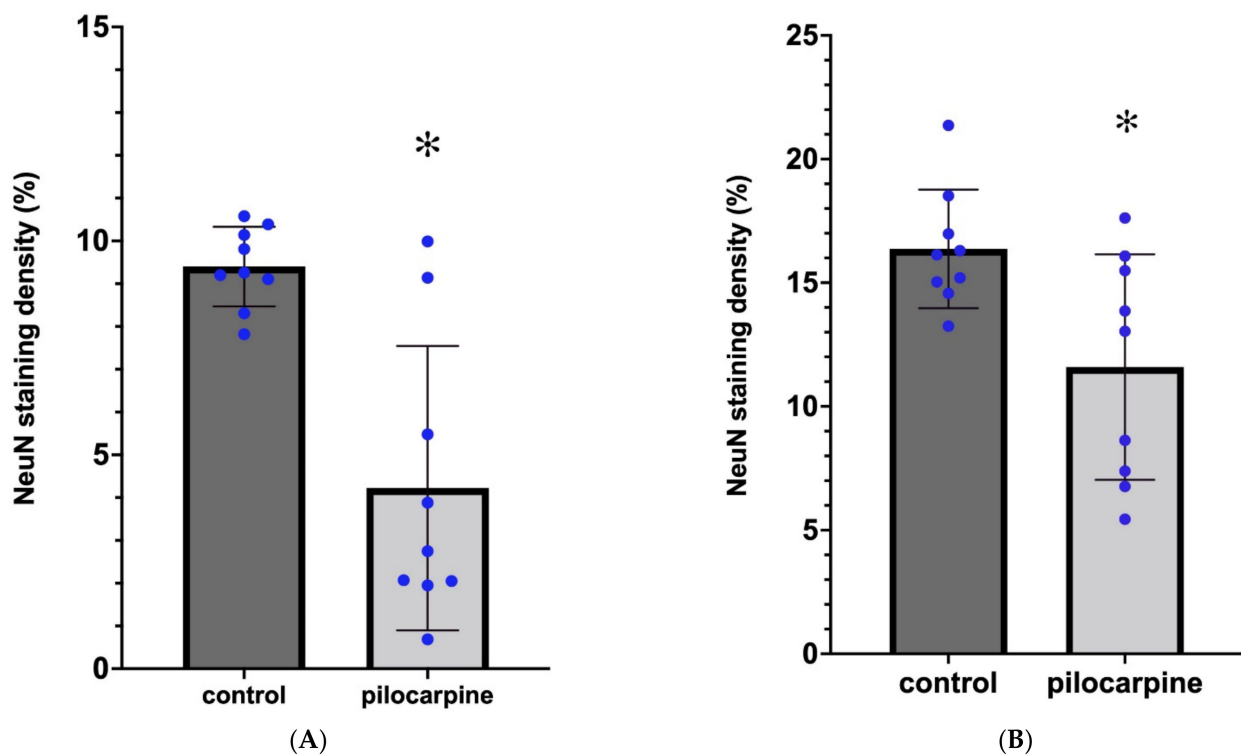 NeuN staining density (%)
15
10
5
0
*
control
pilocarpine
(A)
NeuN staining density (%)
25
20
15
10
5
0
*
control
pilocarpine
(B)